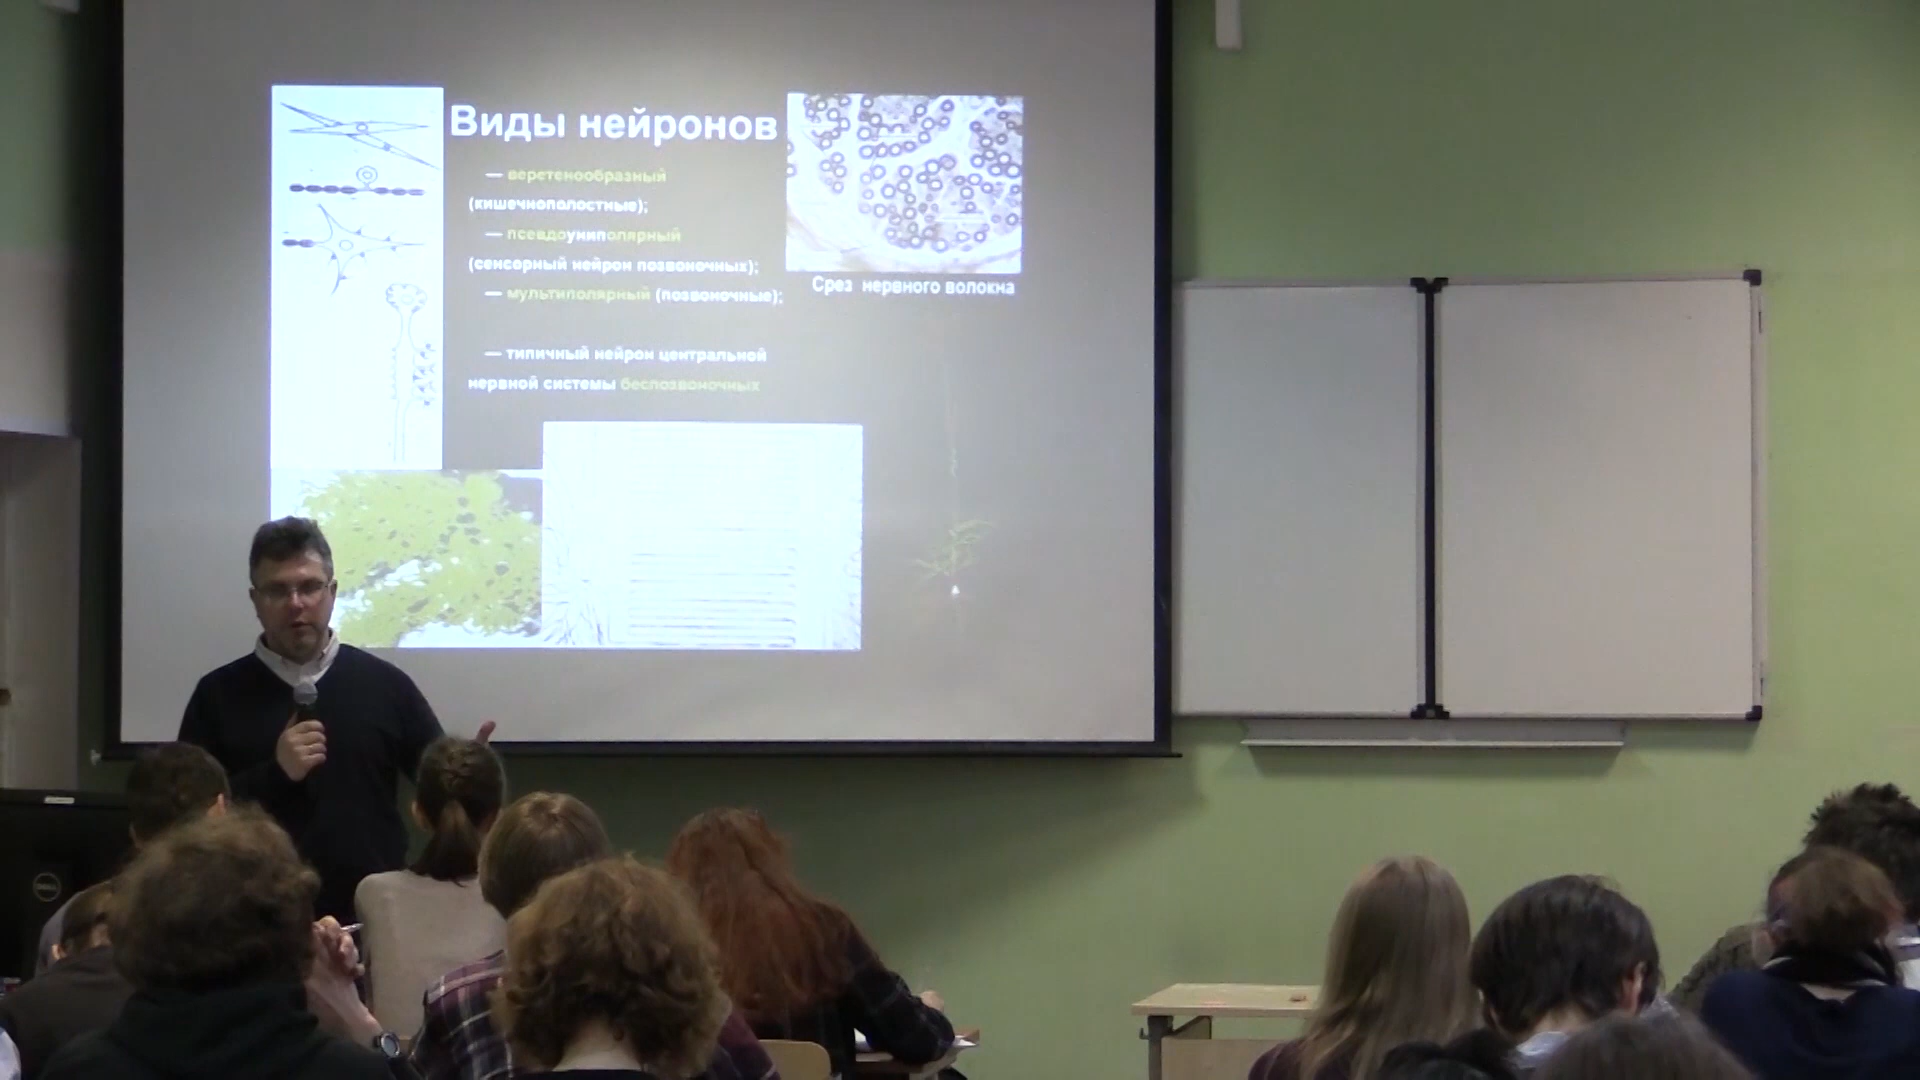 Виды нейронов
— веретенообразный
(кишечнополостные);
— псевдоуниполярный
(сенсорный нейрон позвоночных);
— мультиполярный (позвоночные);
— типичный нейрон центральной
нервной системы беспозвоночных
Срез нервного волокна
DELL